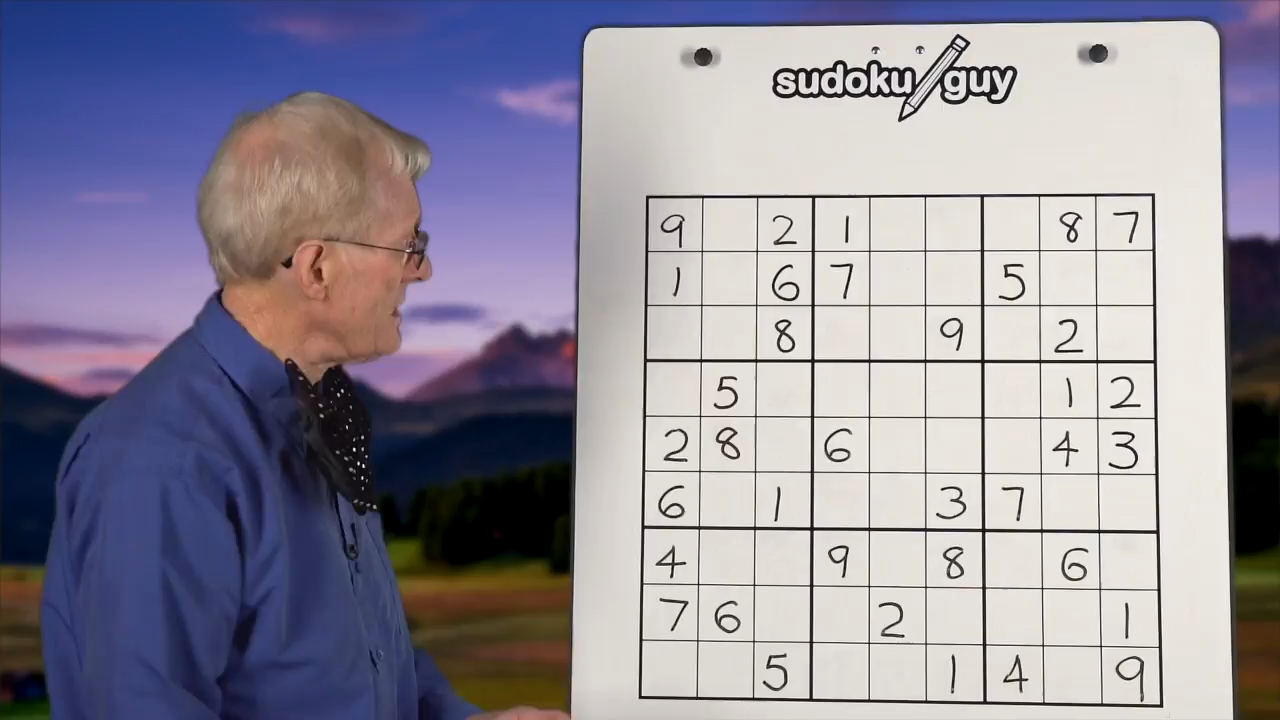 sudoku guy
9 2 1 8 7
1 6 7 5
8 9 2
5 1 2
2 8 6 4 3
6 1 3 7
4 9 8 6
7 6 2 1
5 1 4 9